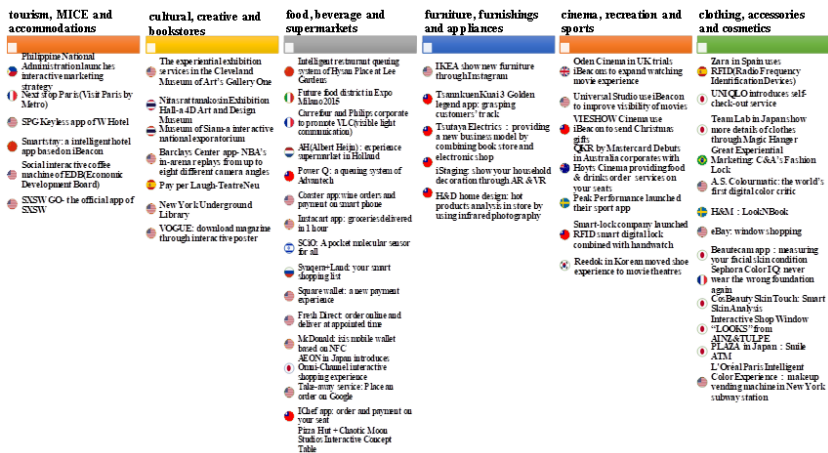 tourism, MICE and
accommodations
Philippine National
Administration launches
interactive marketing
strategy
Next stop Paris(Visit Paris by
Metro)
SPG Keyless app of W Hotel
Smartstay: a intelligent hotel
app based on iBeacon
Social interactive coffee
machine of EDB(Economic
Development Board)
SXSW GO- the official app of
SXSW
cultural, creative and
bookstores
The experiential exhibition
services in the Cleveland
Museum of Art's Gallery One
Nitasrattanakosin Exhibition
Hall-a 4D Art and Design
Museum
Museum of Siam-a interactive
national exporatorium
Barclays Center app- NBA's
in-arena replays from up to
eight different camera angles
Pay per Laugh-TeatreNeu
New York Underground
Library
VOGUE: download magazine
through interactive poster
food, beverage and
supermarkets
Intelligent restaurant queuing
system of Hysan Place at Lee
Gardens
Future food district in Expo
Milano 2015
Carrefour and Philips corporate
to promote VLC(visible light
communication)
AH(Albert Heijn) : experience
supermarket in Holland
Power Q: a queuing system of
Advantech
Coaster app:wine orders and
payment on smart phone
Instacart app: groceries delivered
in 1 hour
SCiO: A pocket molecular sensor
for all
Synqera+Land: your smart
shopping list
Square wallet: a new payment
experience
Fresh Direct: order online and
deliver at appointed time
McDonald: isis mobile wallet
based on NFC
AEON in Japan introduces
Omni-Channel interactive
shopping experience
Take-away service: Place an
order on Google
IChef app: order and payment on
your seat
Pizza Hut + Chaotic Moon
Studios Interactive Concept
Table
furniture, furnishings
and appliances
IKEA show new furniture
through Instagram
Tsannkuen Kuai 3 Golden
legend app: grasping
customers' track
Tsutaya Electrics：providing
a new business model by
combining book store and
electronic shop
iStaging: show your household
decoration through AR & VR
H&D home design: hot
products analysis in store by
using infrared photography
cinema, recreation and
sports
Oden Cinema in UK trials
iBeacons to expand watching
movie experience
Universal Studio use iBeacon
to improve visibility of movies
VIESHOW Cinema use
iBeacon to send Christmas
gifts
QKR by Mastercard Debuts
in Australia corporates with
Hoyts Cinema providing food
& drinks order services on
your seats
Peak Performance launched
their sport app
Smart-lock company launched
RFID smart digital lock
combined with handwatch
Reedok in Korean moved shoe
experience to movie theatres
clothing, accessories
and cosmetics
Zara in Spain uses
RFID(Radio Frequency
Identification Devices)
UNIQLO introduces self-
check-out service
Team Lab in Japan show
more details of clothes
through Magic Hanger
Great Experiential
Marketing: C&A's Fashion
Lock
A.S. Colourmatic: the world's
first digital color critic
H&M：LookNBook
eBay: window shopping
Beautecam app：measuring
your facial skin condition
Sephora Color IQ: never
wear the wrong foundation
again
CosBeauty Skin Touch: Smart
Skin Analysis
Interactive Shop Window
"LOOKS" from
AINZ&TULPE
PLAZA in Japan：Smile
ATM
L'Oréal Paris Intelligent
Color Experience：makeup
vending machine in New York
subway station